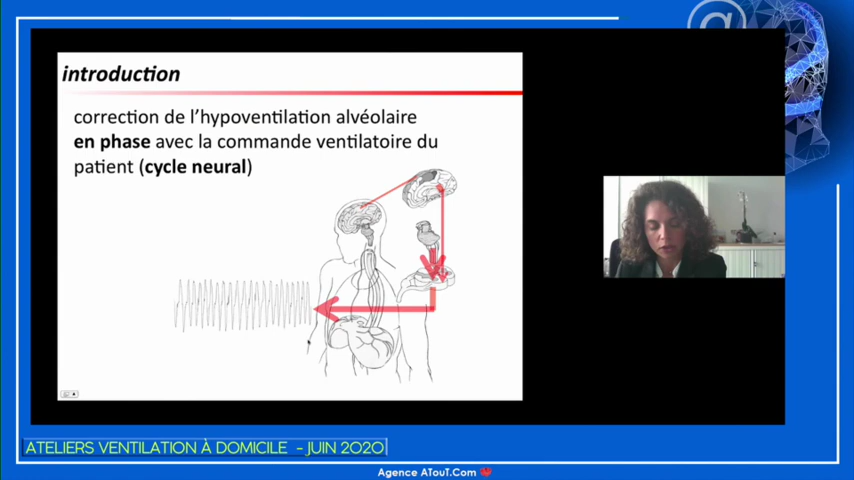 introduction
correction de l'hypoventilation alvéolaire
en phase avec la commande ventilatoire du
patient (cycle neural)
ATELIERS VENTILATION À DOMICILE - JUIN 2020
Agence ATouT.Com